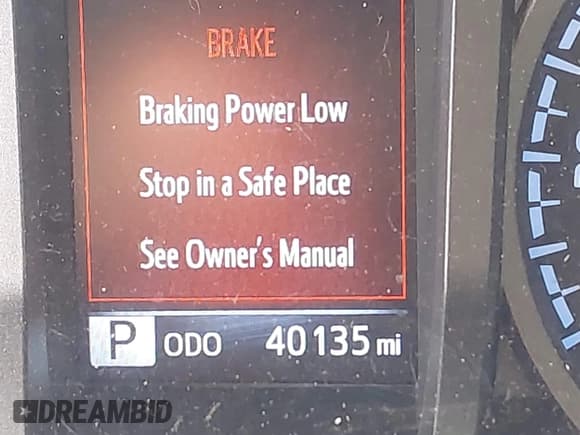 BRAKE
Braking Power Low
Stop in a Safe Place
See Owner's Manual
P ODO 40135 mi
DREAMBID